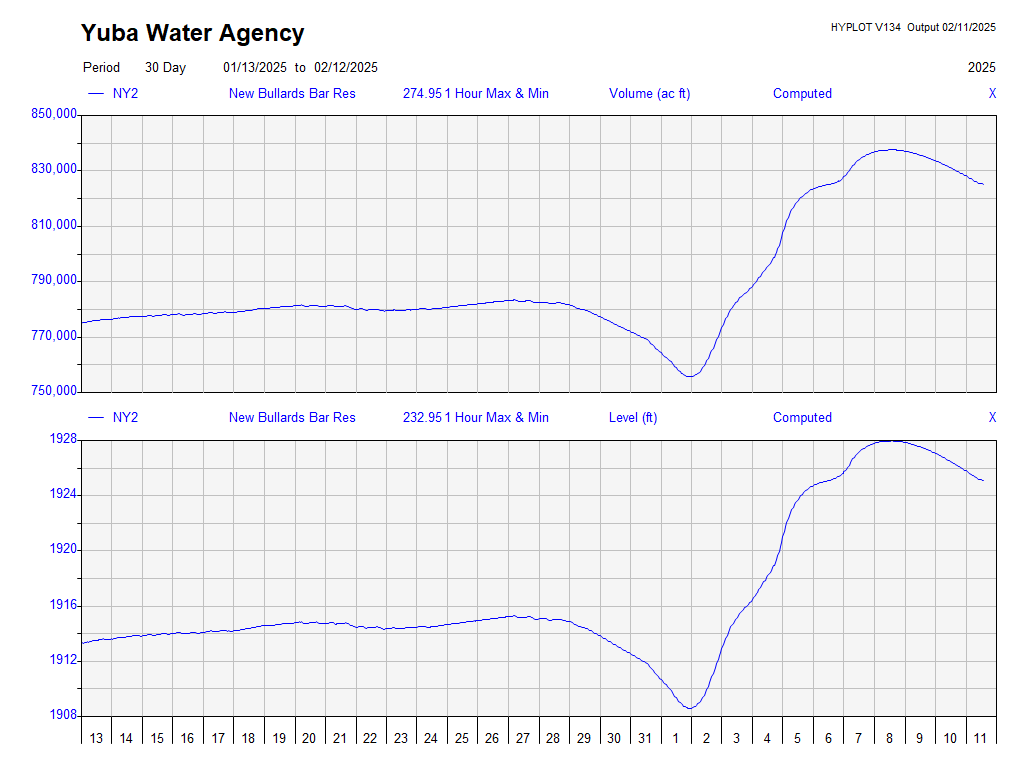 Yuba Water Agency
HYPLOT V134 Output 02/11/2025
Period 30 Day 01/13/2025 to 02/12/2025 2025
NY2 New Bullards Bar Res 274.95 1 Hour Max & Min Volume (ac ft) Computed X
850,000
830,000
810,000
790,000
770,000
750,000
NY2 New Bullards Bar Res 232.95 1 Hour Max & Min Level (ft) Computed X
1928
1924
1920
1916
1912
1908
13 14 15 16 17 18 19 20 21 22 23 24 25 26 27 28 29 30 31 1 2 3 4 5 6 7 8 9 10 11